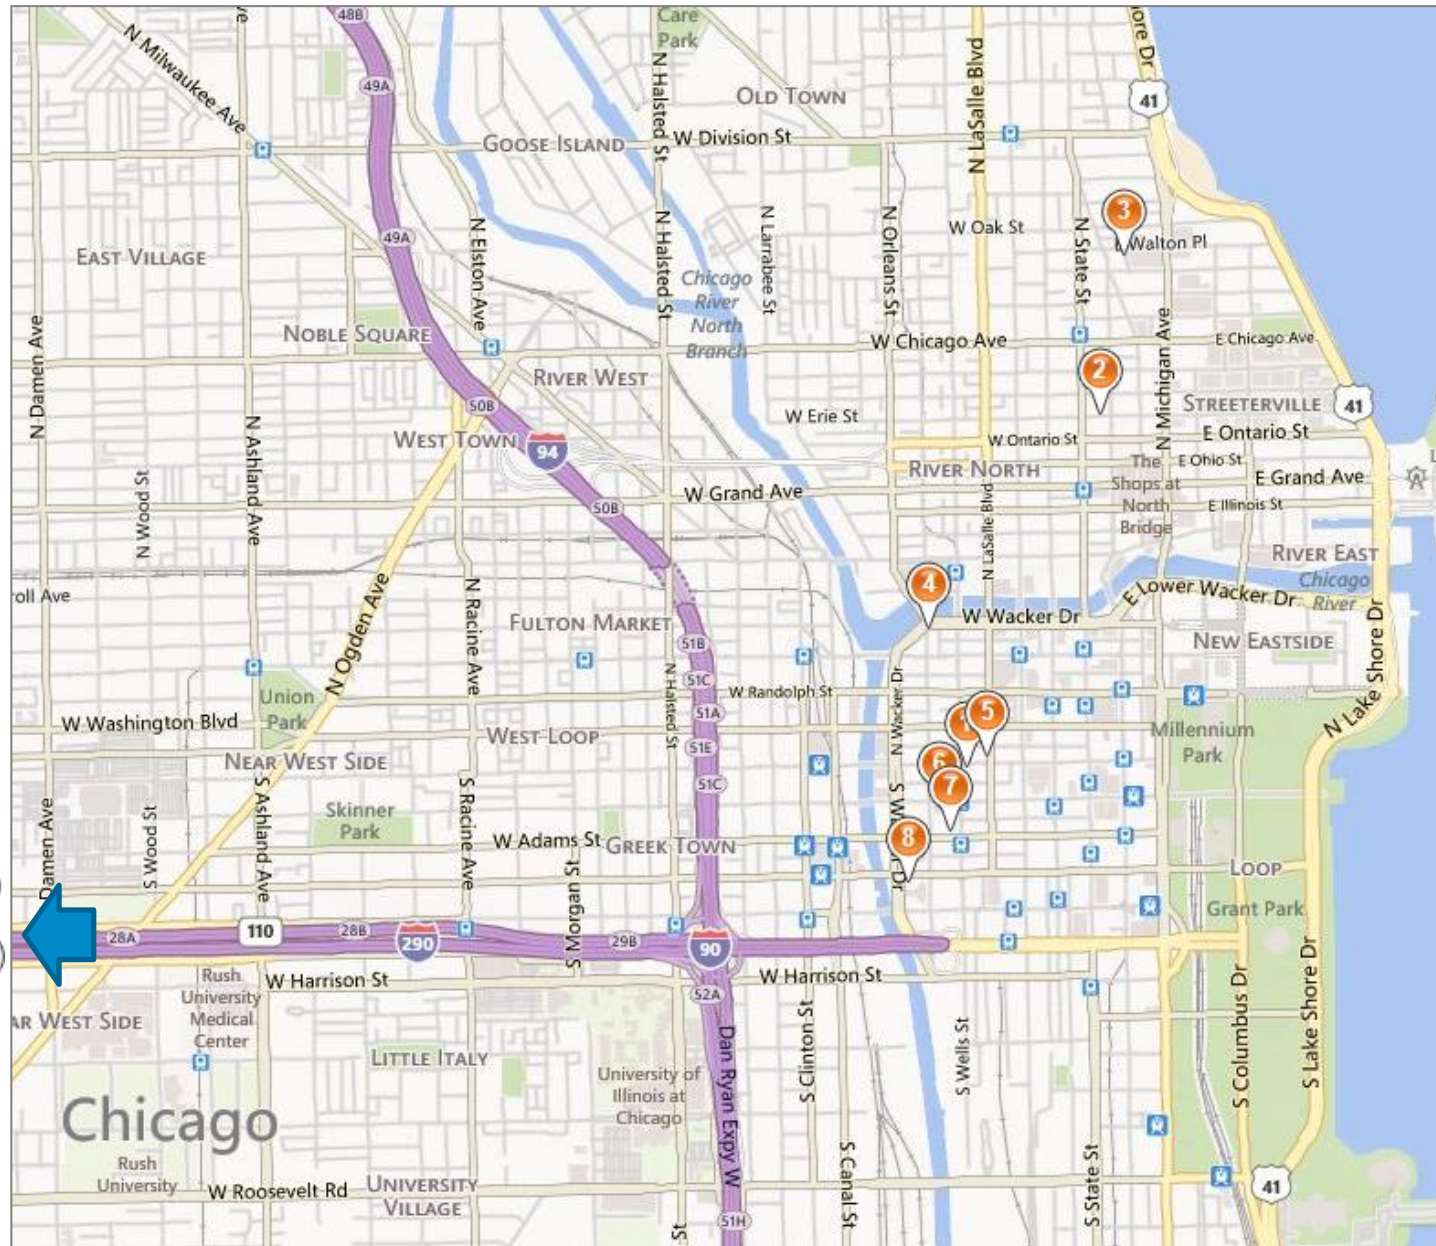 48B
Care
Park
ore Dr
N Milwaukee Ave
49A
N Halsted St
OLD TOWN
N LaSalle Blvd
41
GOOSE ISLAND
W Division St
3
N Elston Ave
N Halsted St
N Larrabee St
N Orleans St
W Oak St
N State St
Walton Pl
49A
EAST VILLAGE
Chicago
River
North
Branch
NOBLE SQUARE
W Chicago Ave
N Michigan Ave
E Chicago Ave
N Damen Ave
RIVER WEST
2
50B
W Erie St
STREETERVILLE
41
N Ashland Ave
WEST TOWN
94
W Ontario St
E Ontario St
N Wood St
RIVER NORTH
The
Shops at
North
Bridge
E Ohio St
E Grand Ave
W Grand Ave
50B
E Illinois St
N LaSalle Blvd
RIVER EAST
Chicago
River
roll Ave
N Ogden Ave
N Racine Ave
4
E Lower Wacker Dr
FULTON MARKET
W Wacker Dr
51B
NEW EASTSIDE
N Lake Shore Dr
51C
N Halsted St
Union
Park
W Randolph St
N Wacker Dr
51A
5
W Washington Blvd
WEST LOOP
Millennium
Park
51E
NEAR WEST SIDE
6
51C
7
S Ashland Ave
S Racine Ave
Skinner
Park
S W
Dr
Damen Ave
S Wood St
W Adams St
GREEK TOWN
8
LOOP
S Morgan St
Grant Park
28A
110
28B
290
29B
90
W Harrison St
W Harrison St
Rush
University
Medical
Center
52A
AR WEST SIDE
Dan Ryan Expy W
S Clinton St
S Wells St
S Columbus Dr
S Lake Shore Dr
LITTLE ITALY
University of
Illinois at
Chicago
Chicago
Rush
University
W Roosevelt Rd
UNIVERSITY
VILLAGE
S Canal St
S State St
41
51H
St